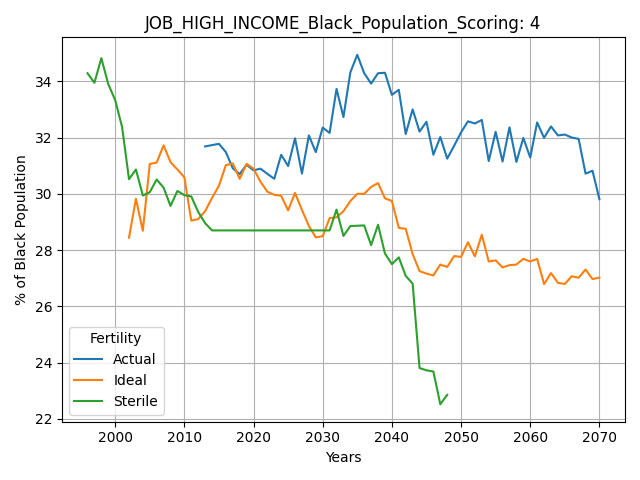 JOB_HIGH_INCOME_Black_Population_Scoring: 4
% of Black Population
34
32
30
28
26
24
22
Fertility
Actual
Ideal
Sterile
2000 2010 2020 2030 2040 2050 2060 2070
Years